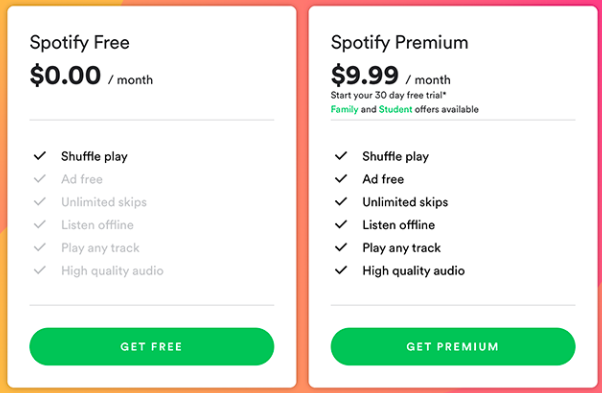 Spotify Free
$0.00 / month
Shuffle play
Ad free
Unlimited skips
Listen offline
Play any track
High quality audio
GET FREE
Spotify Premium
$9.99 / month
Start your 30 day free trial*
Family and Student offers available
Shuffle play
Ad free
Unlimited skips
Listen offline
Play any track
High quality audio
GET PREMIUM